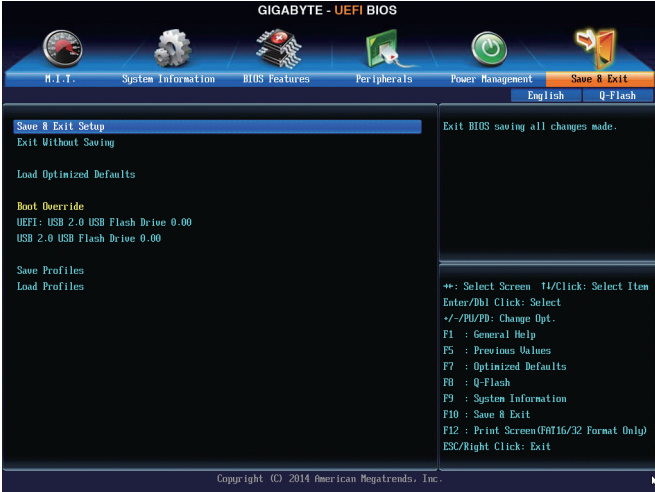 GIGABYTE - UEFI BIOS
M.I.T. System Information BIOS Features Peripherals Power Management Save & Exit
English Q-Flash
Save & Exit Setup
Exit Without Saving
Load Optimized Defaults
Boot Override
UEFI: USB 2.0 USB Flash Drive 0.00
USB 2.0 USB Flash Drive 0.00
Save Profiles
Load Profiles
Exit BIOS saving all changes made.
→←: Select Screen ↑↓/Click: Select Item
Enter/Dbl Click: Select
+/-/PU/PD: Change Opt.
F1 : General Help
F5 : Previous Values
F7 : Optimized Defaults
F8 : Q-Flash
F9 : System Information
F10 : Save & Exit
F12 : Print Screen(FAT16/32 Format Only)
ESC/Right Click: Exit
Copyright (C) 2014 American Megatrends, Inc.